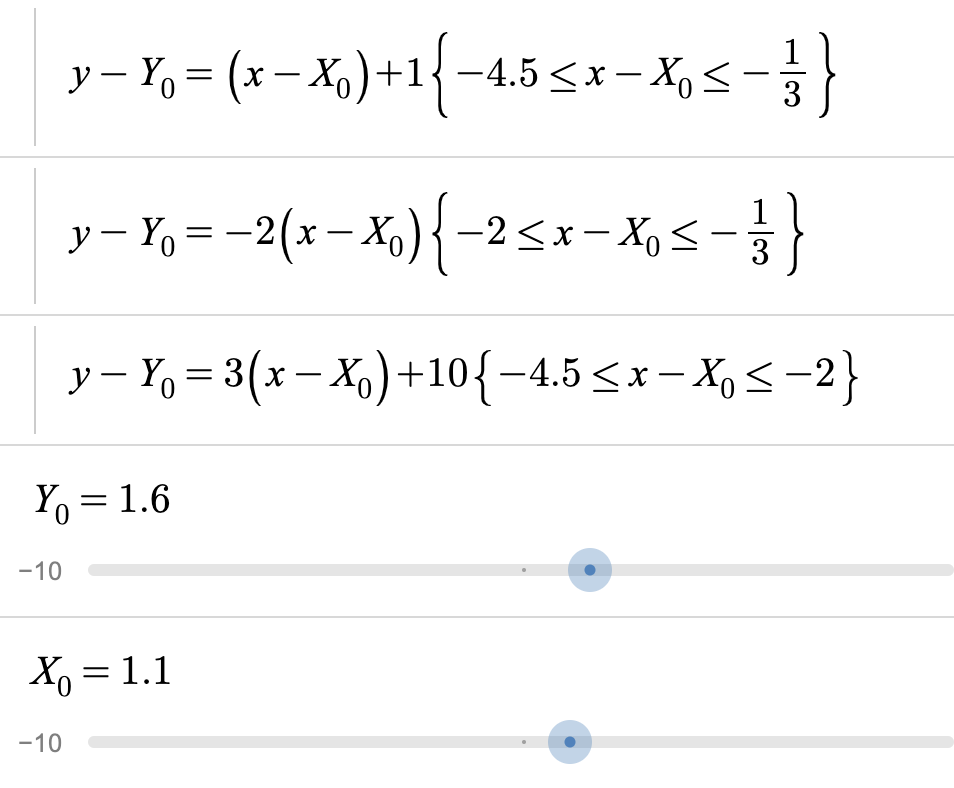 y − Y₀ = (x − X₀)+1{−4.5 ≤ x − X₀ ≤ −1/3}
y − Y₀ = −2(x − X₀){−2 ≤ x − X₀ ≤ −1/3}
y − Y₀ = 3(x − X₀)+10{−4.5 ≤ x − X₀ ≤ −2}
Y₀ = 1.6
−10
X₀ = 1.1
−10